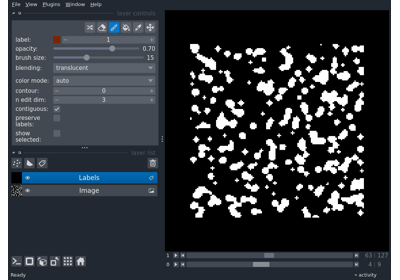 File View Plugins Window Help
layer controls
label: 1
opacity: 0.70
brush size: 15
blending: translucent
color mode: auto
contour: 0
n edit dim: 3
contiguous: ✓
preserve
labels:
show
selected:
layer list
Labels
Image
1 63 127
0 4 9
Ready
activity